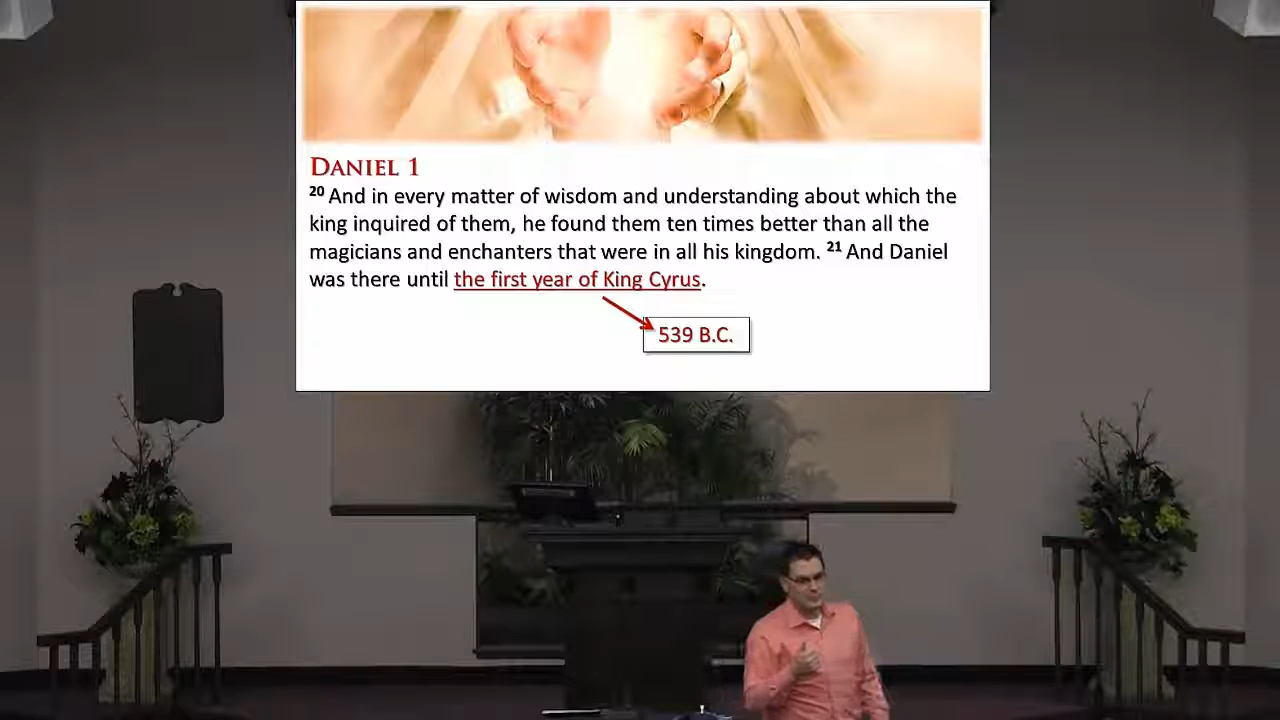 DANIEL 1
20 And in every matter of wisdom and understanding about which the
king inquired of them, he found them ten times better than all the
magicians and enchanters that were in all his kingdom. 21 And Daniel
was there until the first year of King Cyrus.
539 B.C.